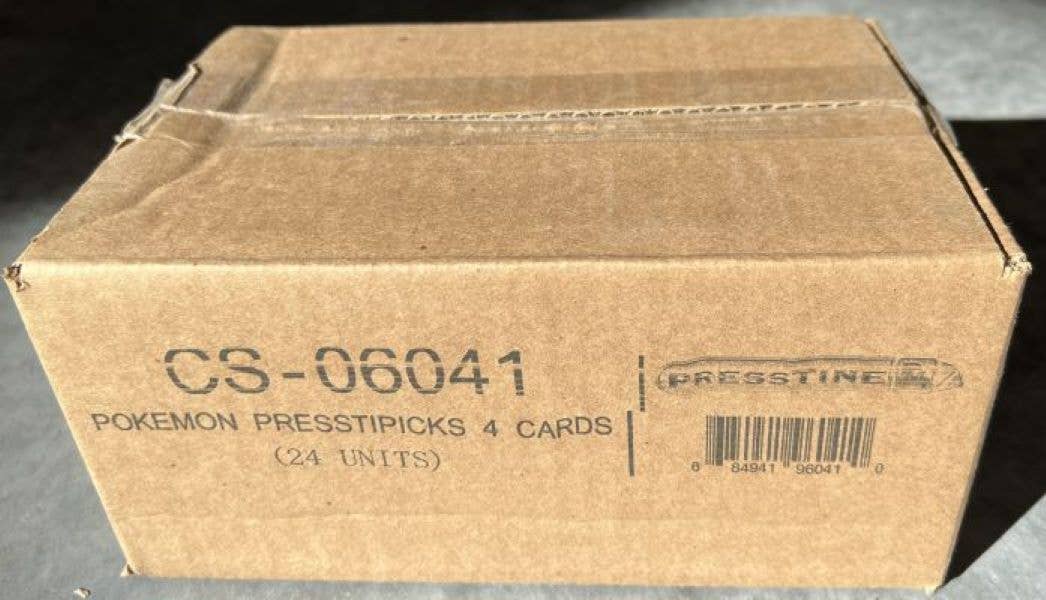 CS-06041
POKEMON PRESSTIPICKS 4 CARDS
(24 UNITS)
PRESSTINE
6 84941 96041 0